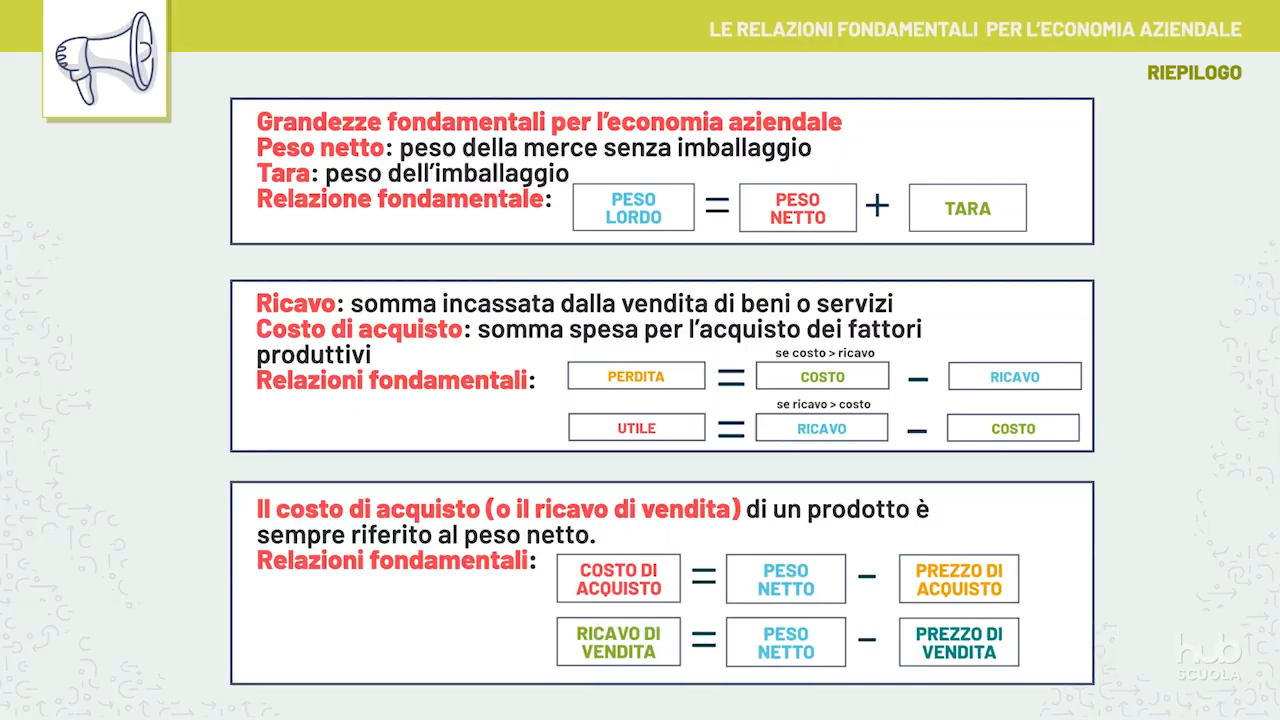 LE RELAZIONI FONDAMENTALI PER L'ECONOMIA AZIENDALE
RIEPILOGO
Grandezze fondamentali per l'economia aziendale
Peso netto: peso della merce senza imballaggio
Tara: peso dell'imballaggio
Relazione fondamentale: PESO LORDO = PESO NETTO + TARA
Ricavo: somma incassata dalla vendita di beni o servizi
Costo di acquisto: somma spesa per l'acquisto dei fattori
produttivi
se costo > ricavo
Relazioni fondamentali: PERDITA = COSTO – RICAVO
se ricavo > costo
UTILE = RICAVO – COSTO
Il costo di acquisto (o il ricavo di vendita) di un prodotto è
sempre riferito al peso netto.
Relazioni fondamentali: COSTO DI ACQUISTO = PESO NETTO – PREZZO DI ACQUISTO
RICAVO DI VENDITA = PESO NETTO – PREZZO DI VENDITA
hub
SCUOLA